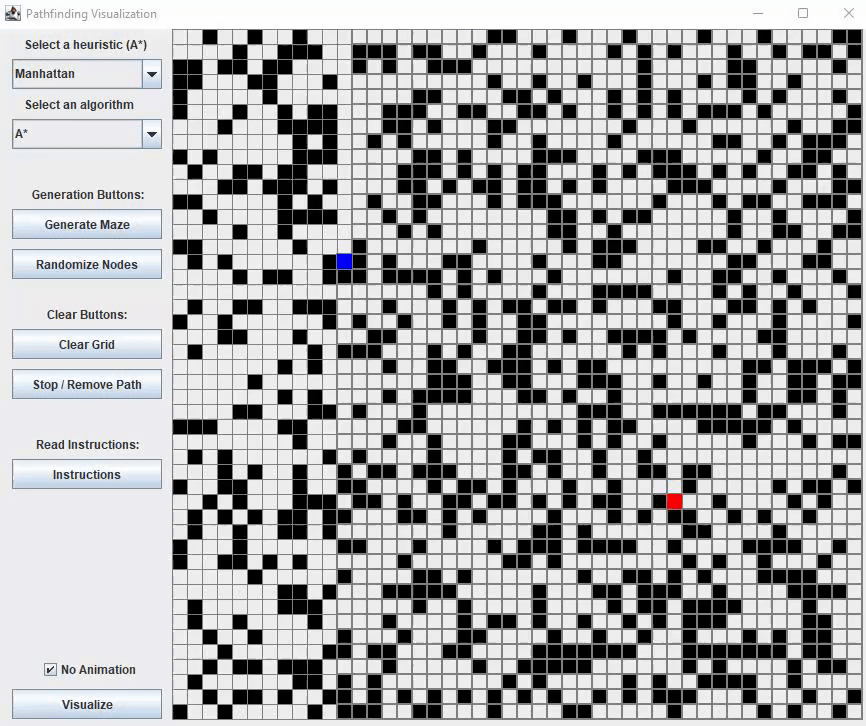 Pathfinding Visualization
Select a heuristic (A*)
Manhattan
Select an algorithm
A*
Generation Buttons:
Generate Maze
Randomize Nodes
Clear Buttons:
Clear Grid
Stop / Remove Path
Read Instructions:
Instructions
No Animation
Visualize